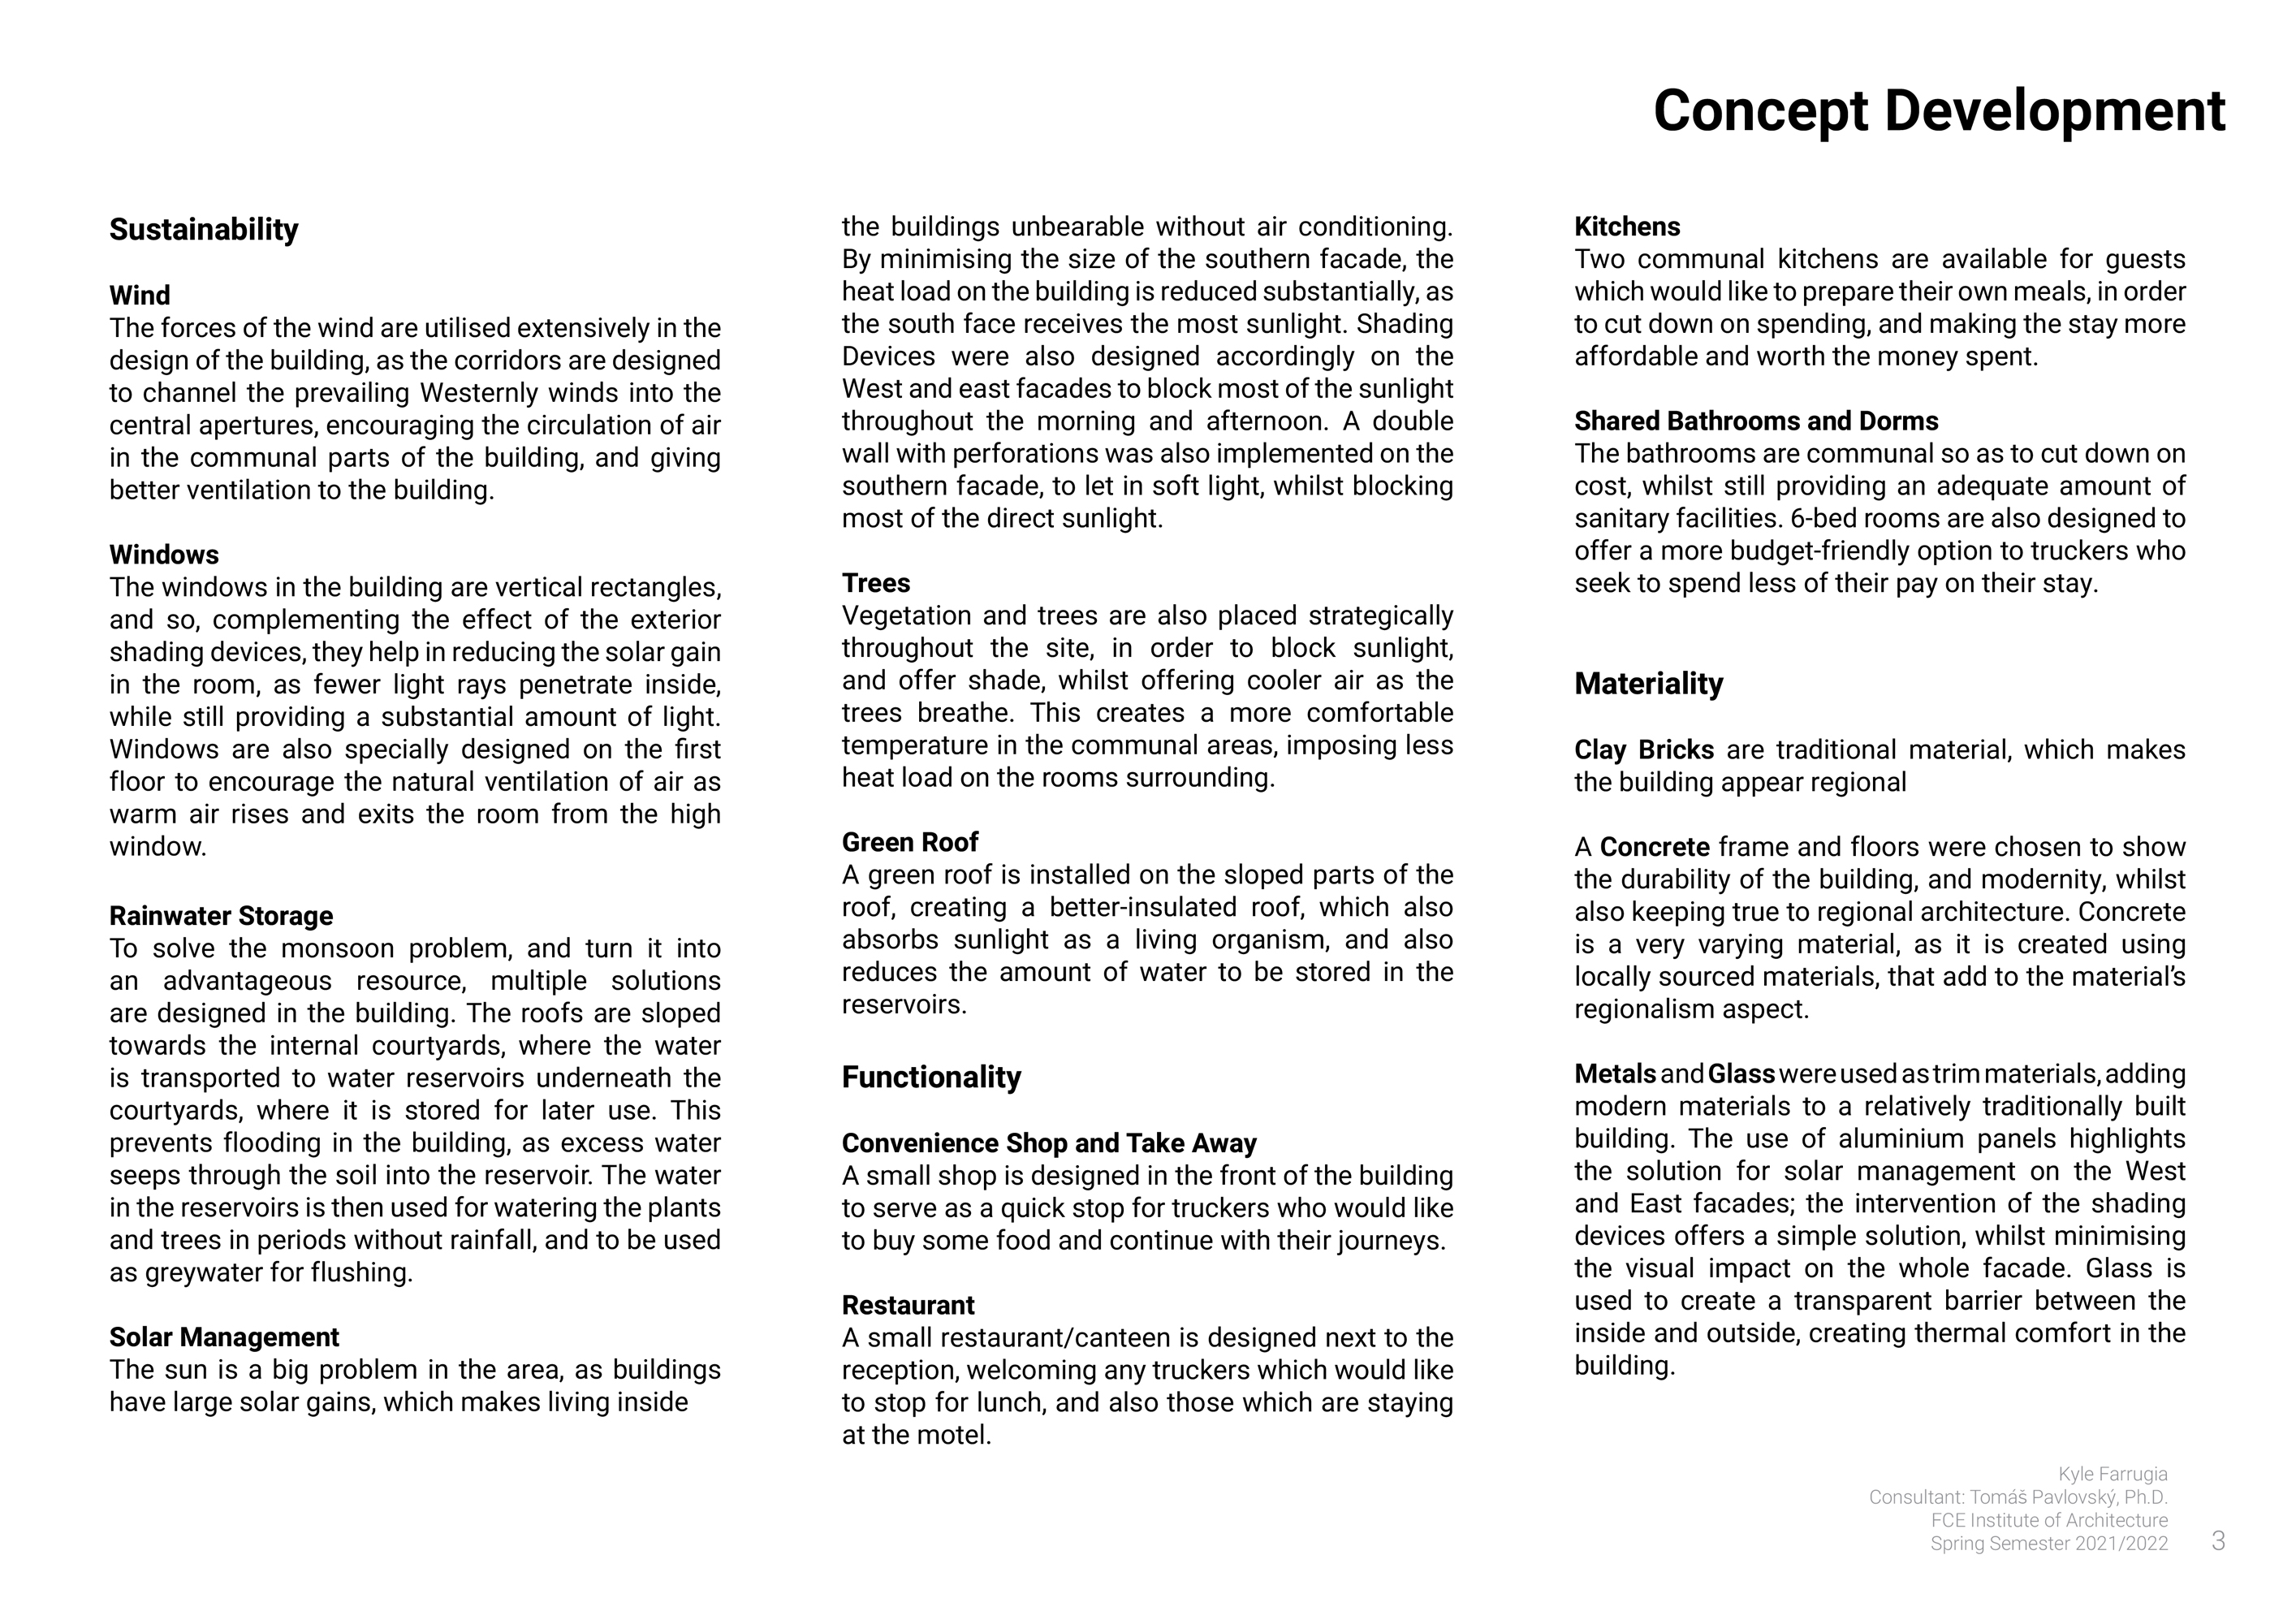 Concept Development
Sustainability
Wind
The forces of the wind are utilised extensively in the
design of the building, as the corridors are designed
to channel the prevailing Westernly winds into the
central apertures, encouraging the circulation of air
in the communal parts of the building, and giving
better ventilation to the building.
Windows
The windows in the building are vertical rectangles,
and so, complementing the effect of the exterior
shading devices, they help in reducing the solar gain
in the room, as fewer light rays penetrate inside,
while still providing a substantial amount of light.
Windows are also specially designed on the first
floor to encourage the natural ventilation of air as
warm air rises and exits the room from the high
window.
Rainwater Storage
To solve the monsoon problem, and turn it into
an advantageous resource, multiple solutions
are designed in the building. The roofs are sloped
towards the internal courtyards, where the water
is transported to water reservoirs underneath the
courtyards, where it is stored for later use. This
prevents flooding in the building, as excess water
seeps through the soil into the reservoir. The water
in the reservoirs is then used for watering the plants
and trees in periods without rainfall, and to be used
as greywater for flushing.
Solar Management
The sun is a big problem in the area, as buildings
have large solar gains, which makes living inside
the buildings unbearable without air conditioning.
By minimising the size of the southern facade, the
heat load on the building is reduced substantially, as
the south face receives the most sunlight. Shading
Devices were also designed accordingly on the
West and east facades to block most of the sunlight
throughout the morning and afternoon. A double
wall with perforations was also implemented on the
southern facade, to let in soft light, whilst blocking
most of the direct sunlight.
Trees
Vegetation and trees are also placed strategically
throughout the site, in order to block sunlight,
and offer shade, whilst offering cooler air as the
trees breathe. This creates a more comfortable
temperature in the communal areas, imposing less
heat load on the rooms surrounding.
Green Roof
A green roof is installed on the sloped parts of the
roof, creating a better-insulated roof, which also
absorbs sunlight as a living organism, and also
reduces the amount of water to be stored in the
reservoirs.
Functionality
Convenience Shop and Take Away
A small shop is designed in the front of the building
to serve as a quick stop for truckers who would like
to buy some food and continue with their journeys.
Restaurant
A small restaurant/canteen is designed next to the
reception, welcoming any truckers which would like
to stop for lunch, and also those which are staying
at the motel.
Kitchens
Two communal kitchens are available for guests
which would like to prepare their own meals, in order
to cut down on spending, and making the stay more
affordable and worth the money spent.
Shared Bathrooms and Dorms
The bathrooms are communal so as to cut down on
cost, whilst still providing an adequate amount of
sanitary facilities. 6-bed rooms are also designed to
offer a more budget-friendly option to truckers who
seek to spend less of their pay on their stay.
Materiality
Clay Bricks are traditional material, which makes
the building appear regional
A Concrete frame and floors were chosen to show
the durability of the building, and modernity, whilst
also keeping true to regional architecture. Concrete
is a very varying material, as it is created using
locally sourced materials, that add to the material’s
regionalism aspect.
Metals and Glass were used as trim materials, adding
modern materials to a relatively traditionally built
building. The use of aluminium panels highlights
the solution for solar management on the West
and East facades; the intervention of the shading
devices offers a simple solution, whilst minimising
the visual impact on the whole facade. Glass is
used to create a transparent barrier between the
inside and outside, creating thermal comfort in the
building.
Kyle Farrugia
Consultant: Tomáš Pavlovský, Ph.D.
FCE Institute of Architecture
Spring Semester 2021/2022
3